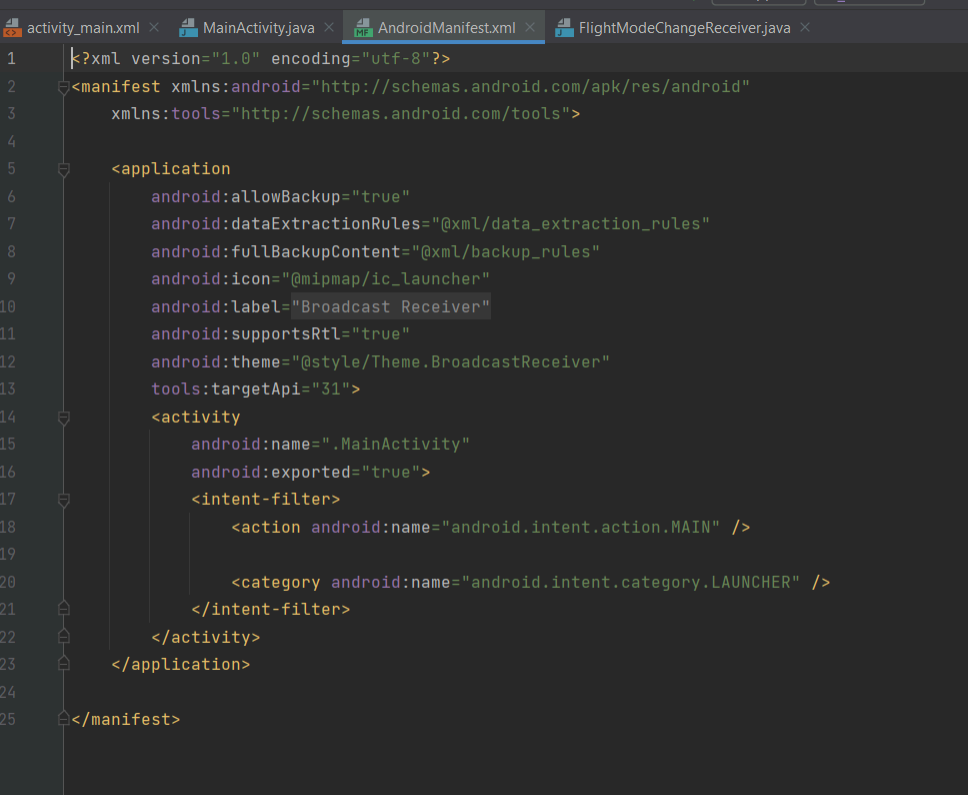 activity_main.xml MainActivity.java AndroidManifest.xml FlightModeChangeReceiver.java
1 <?xml version="1.0" encoding="utf-8"?>
2 <manifest xmlns:android="http://schemas.android.com/apk/res/android"
3 xmlns:tools="http://schemas.android.com/tools">
4
5 <application
6 android:allowBackup="true"
7 android:dataExtractionRules="@xml/data_extraction_rules"
8 android:fullBackupContent="@xml/backup_rules"
9 android:icon="@mipmap/ic_launcher"
10 android:label="Broadcast Receiver"
11 android:supportsRtl="true"
12 android:theme="@style/Theme.BroadcastReceiver"
13 tools:targetApi="31">
14 <activity
15 android:name=".MainActivity"
16 android:exported="true">
17 <intent-filter>
18 <action android:name="android.intent.action.MAIN" />
19
20 <category android:name="android.intent.category.LAUNCHER" />
21 </intent-filter>
22 </activity>
23 </application>
24
25 </manifest>